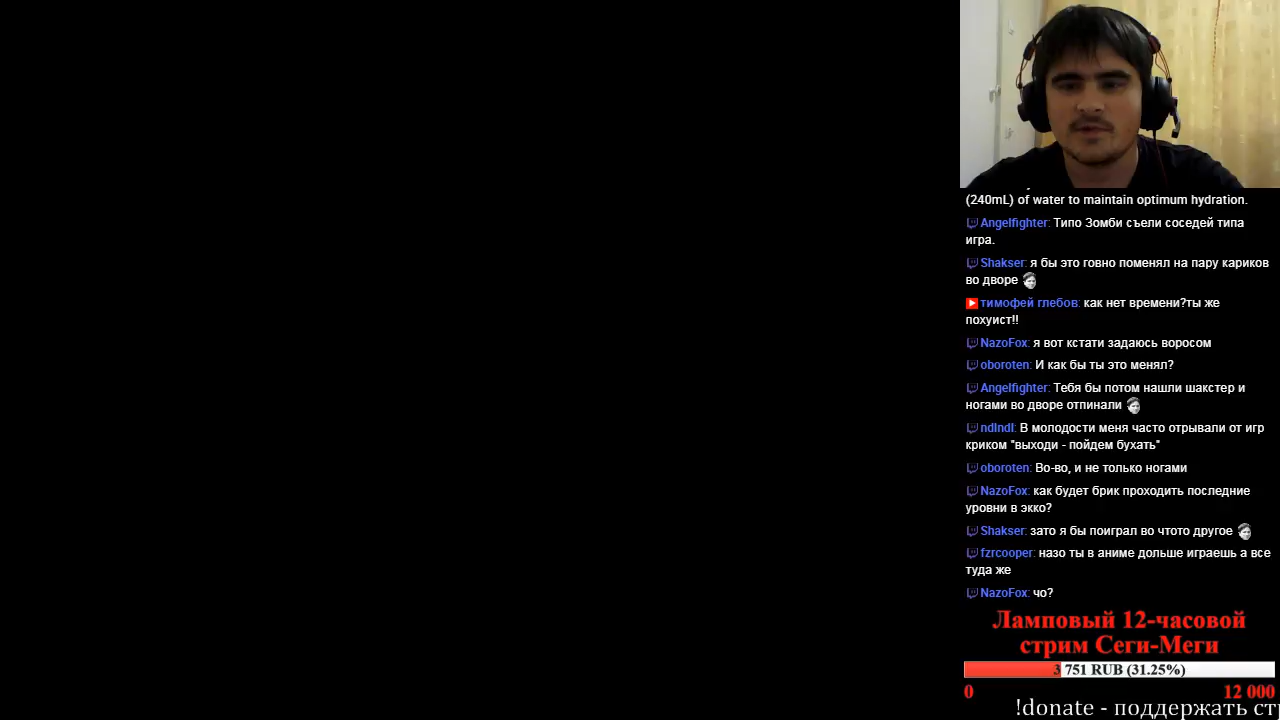 (240mL) of water to maintain optimum hydration.
Angelfighter: Типо Зомби съели соседей типа
игра.
Shakser: я бы это говно поменял на пару кариков
во дворе
тимофей глебов: как нет времени?ты же
похуист!!
NazoFox: я вот кстати задаюсь воросом
oboroten: И как бы ты это менял?
Angelfighter: Тебя бы потом нашли шакстер и
ногами во дворе отпинали
ndlndl: В молодости меня часто отрывали от игр
криком "выходи - пойдем бухать"
oboroten: Во-во, и не только ногами
NazoFox: как будет брик проходить последние
уровни в экко?
Shakser: зато я бы поиграл во чтото другое
fzrcooper: назо ты в аниме дольше играешь а все
туда же
NazoFox: чо?
Ламповый 12-часовой
стрим Сеги-Меги
3 751 RUB (31.25%)
0 12 000
!donate - поддержать ст